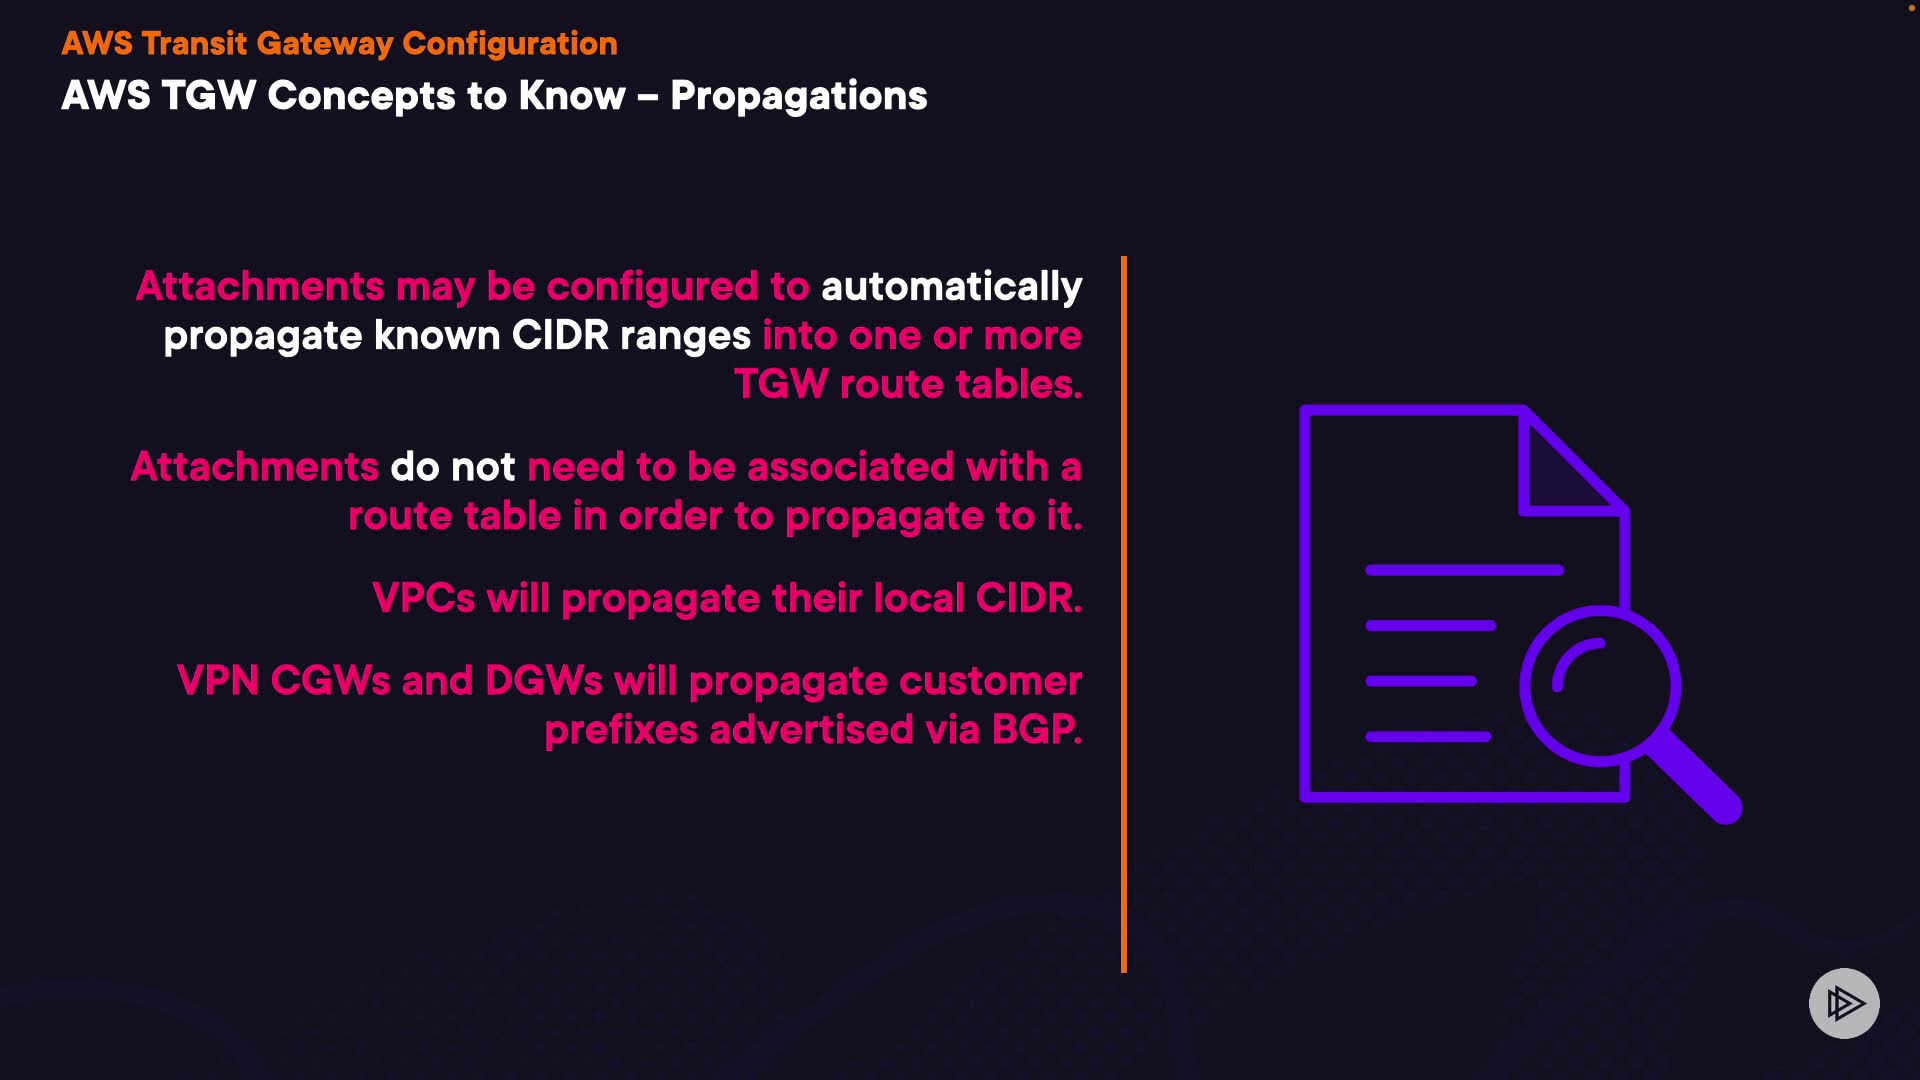 AWS Transit Gateway Configuration
AWS TGW Concepts to Know – Propagations
Attachments may be configured to automatically
propagate known CIDR ranges into one or more
TGW route tables.
Attachments do not need to be associated with a
route table in order to propagate to it.
VPCs will propagate their local CIDR.
VPN CGWs and DGWs will propagate customer
prefixes advertised via BGP.